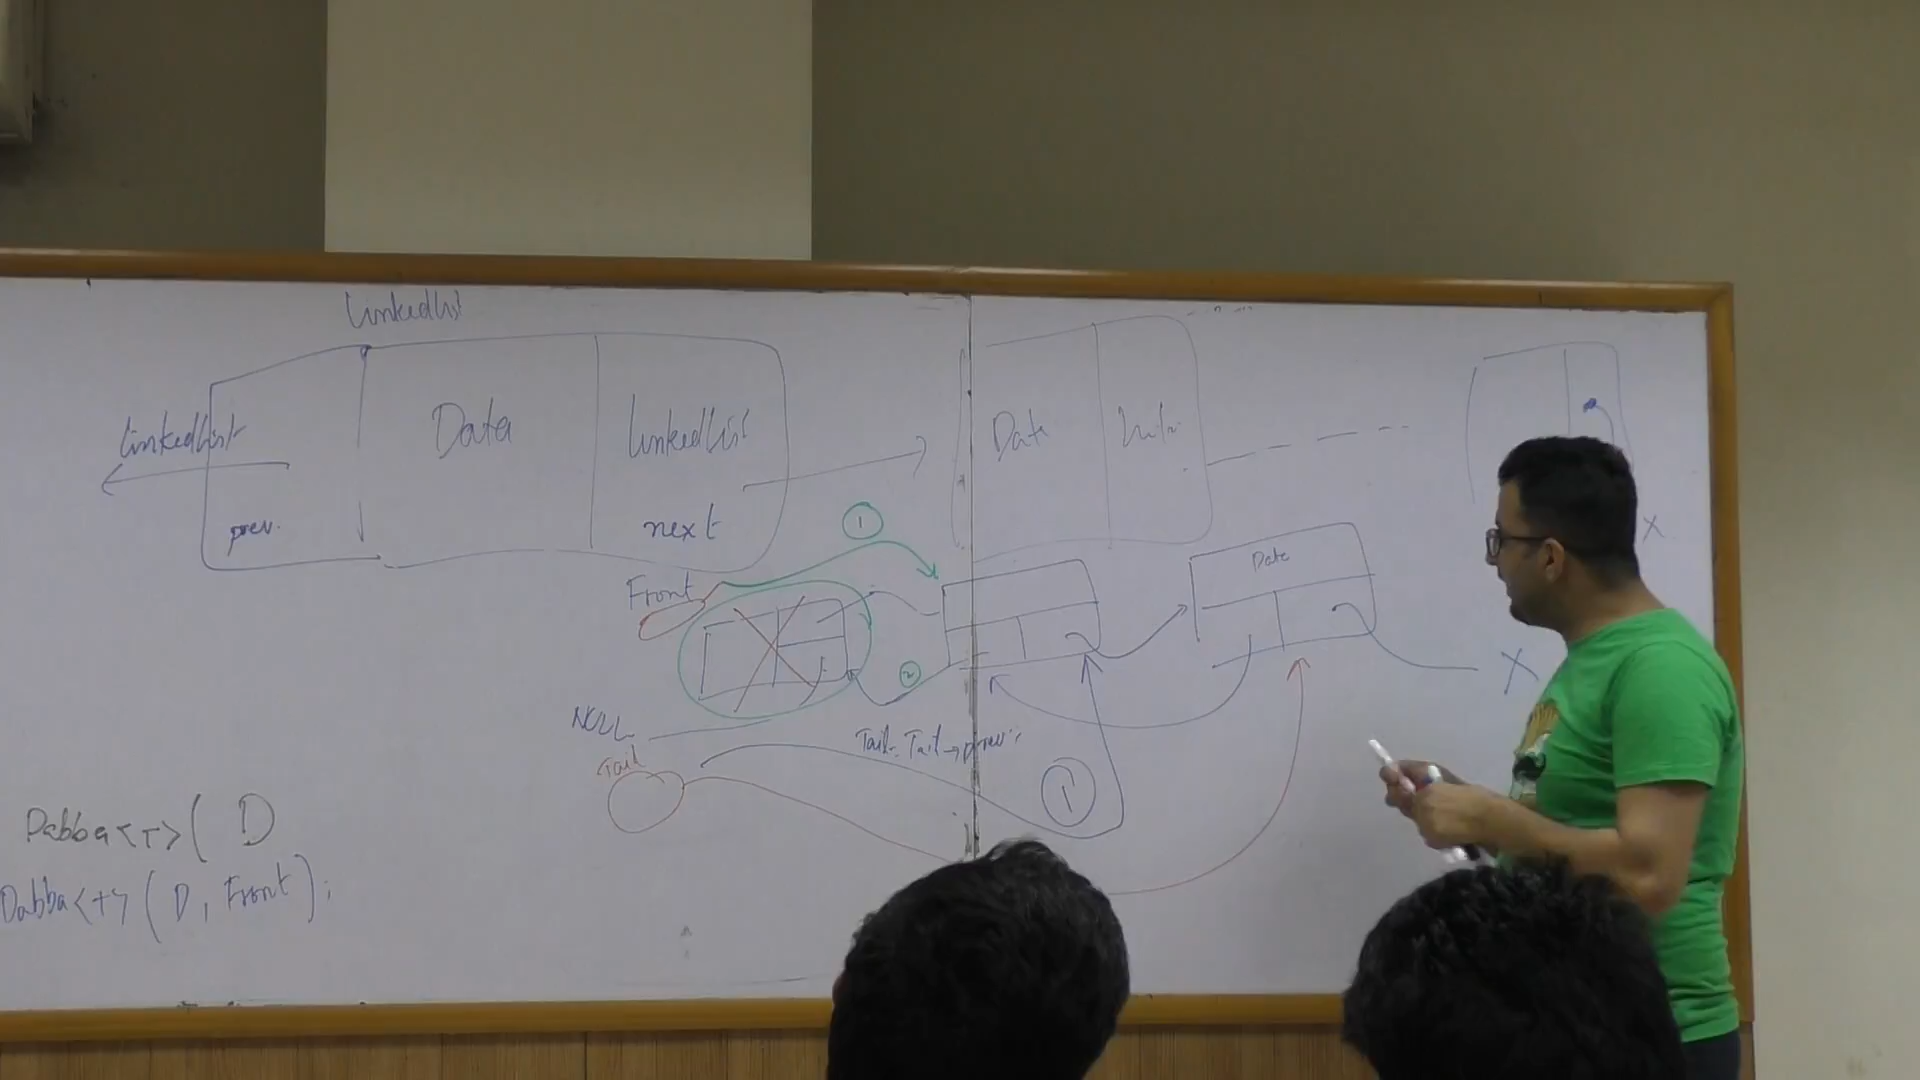 LinkedList
LinkedList
Data
LinkedList
prev.
next
Data
1
Front
Data
2
X
X
NULL
Tail
Tail = Tail → prev;
1
Dabba<T>( D
Dabba<T> ( D, Front );